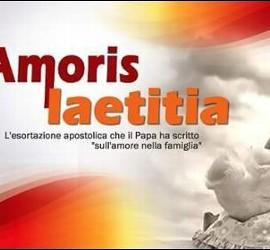 Amoris
laetitia
L'esortazione apostolica che il Papa ha scritto
"sull'amore nella famiglia"